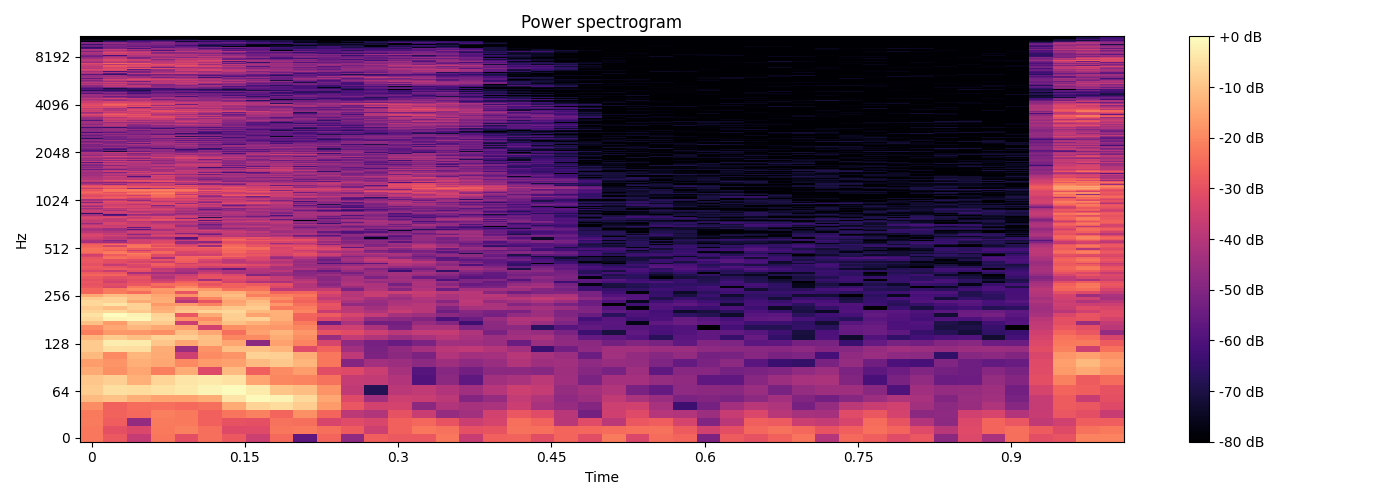 Power spectrogram
Hz
8192
4096
2048
1024
512
256
128
64
0
0 0.15 0.3 0.45 0.6 0.75 0.9
Time
+0 dB
-10 dB
-20 dB
-30 dB
-40 dB
-50 dB
-60 dB
-70 dB
-80 dB